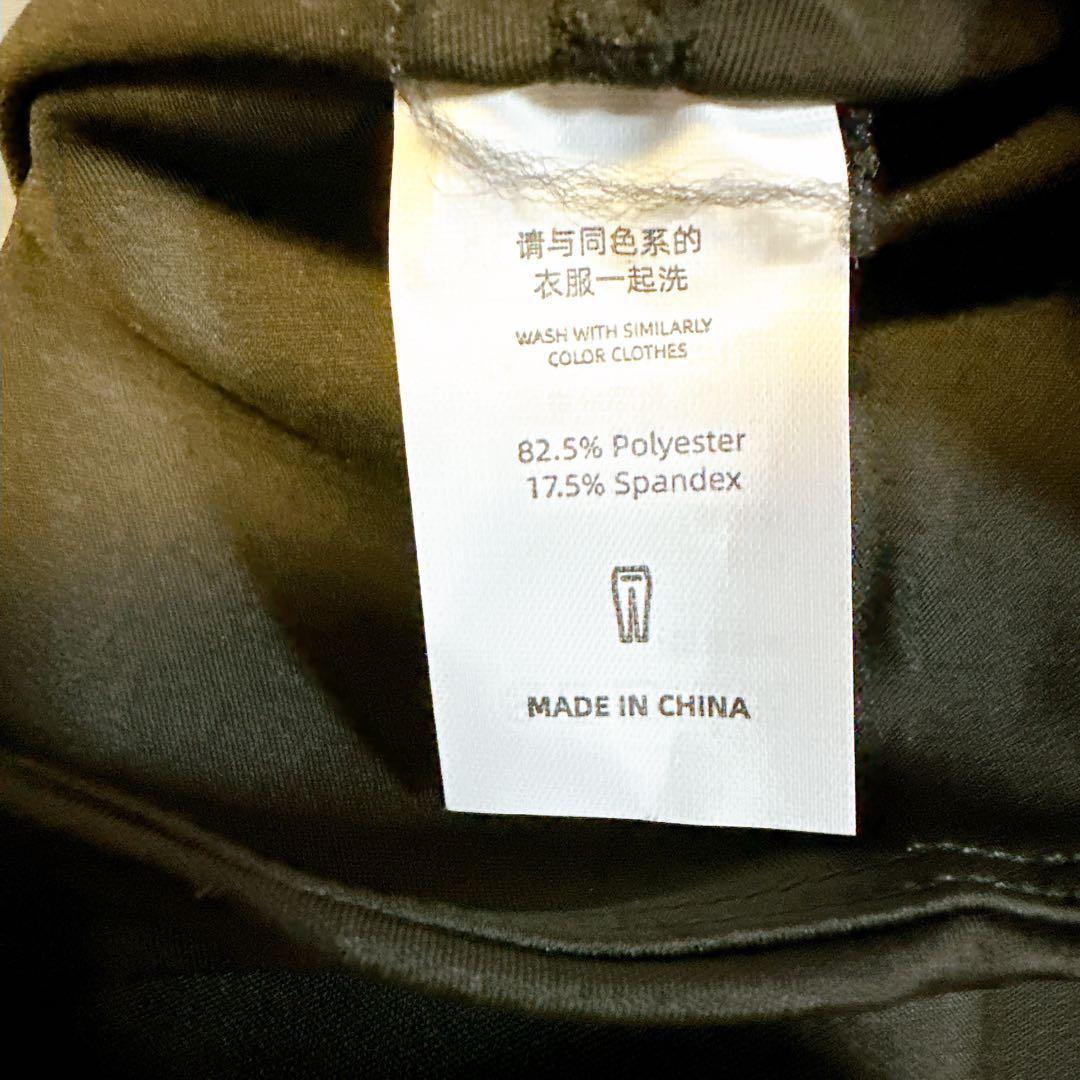 请与同色系的
衣服一起洗
WASH WITH SIMILARLY
COLOR CLOTHES
82.5% Polyester
17.5% Spandex
MADE IN CHINA